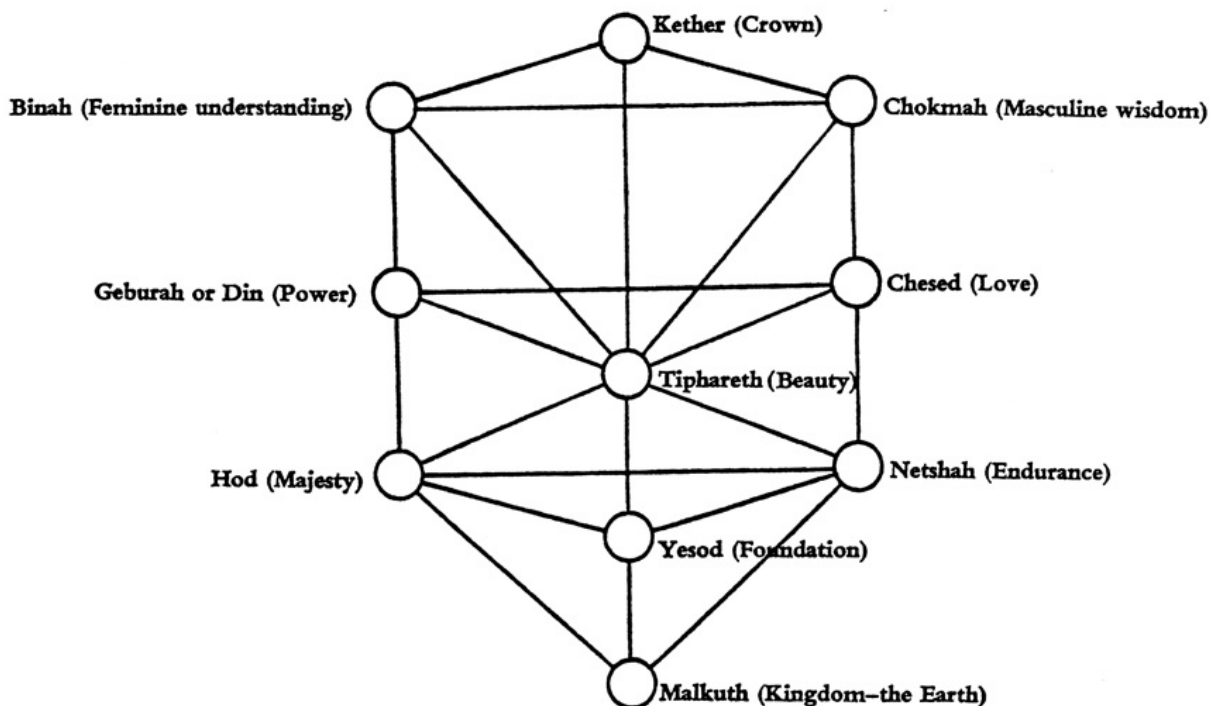 Kether (Crown)
Binah (Feminine understanding)
Chokmah (Masculine wisdom)
Geburah or Din (Power)
Chesed (Love)
Tiphareth (Beauty)
Hod (Majesty)
Netshah (Endurance)
Yesod (Foundation)
Malkuth (Kingdom–the Earth)